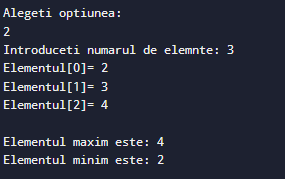 Alegeti optiunea:
2
Introduceti numarul de elemnte: 3
Elementul[0]= 2
Elementul[1]= 3
Elementul[2]= 4
Elementul maxim este: 4
Elementul minim este: 2